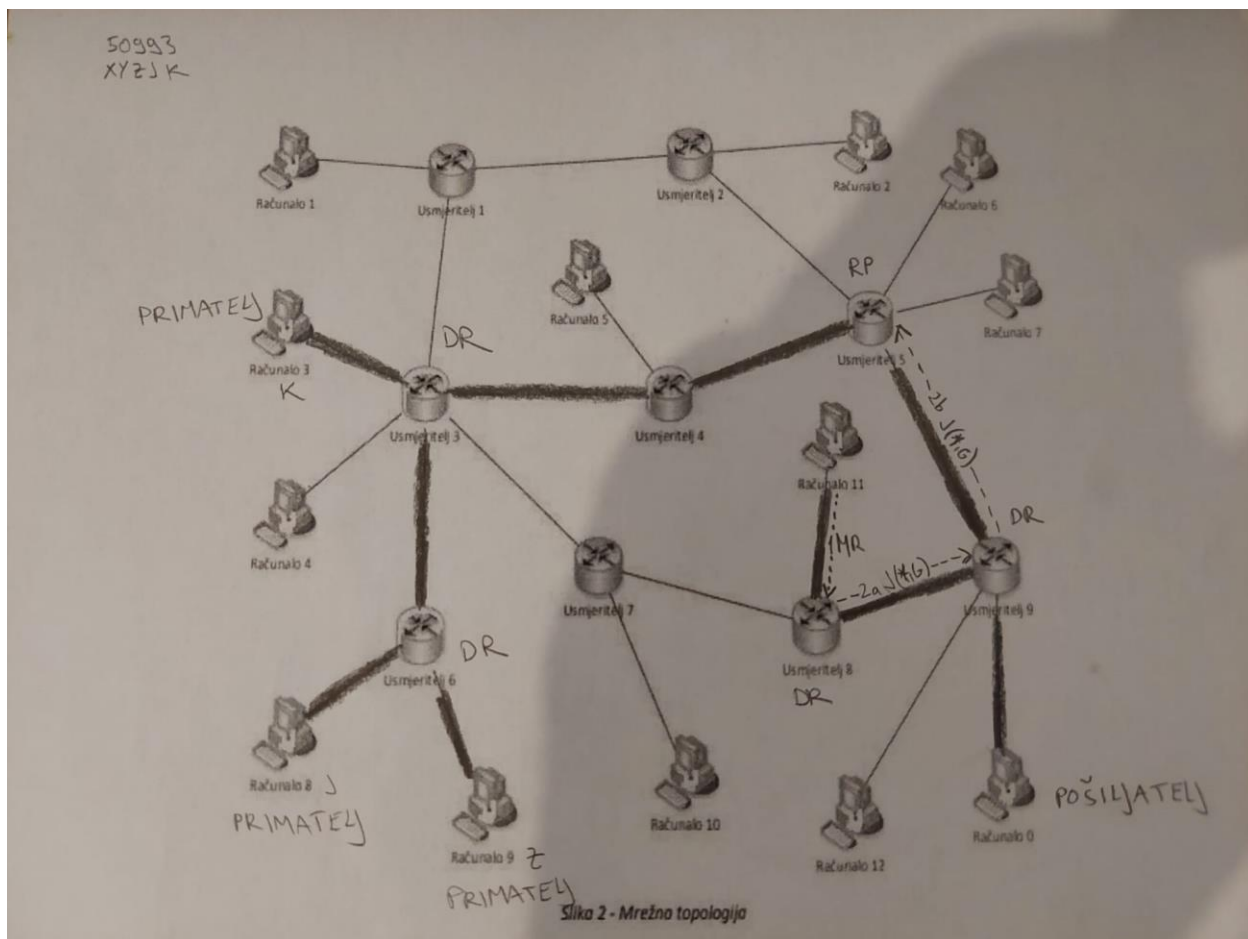 50993
XYZJK
Računalo 1
Usmjeritelj 1
Usmjeritelj 2
Računalo 2
Računalo 6
RP
PRIMATELJ
Računalo 5
Računalo 7
DR
Usmjeritelj 5
Računalo 3
K
Usmjeritelj 3
Usmjeritelj 4
2b J(*,G)
Računalo 11
DR
Računalo 4
MR
2a J(*,G)
Usmjeritelj 7
Usmjeritelj 9
DR
Usmjeritelj 6
Usmjeritelj 8
DR
Računalo 8 J
PRIMATELJ
POŠILJATELJ
Računalo 10
Računalo 0
Računalo 9 Z
Računalo 12
PRIMATELJ
Slika 2 - Mrežna topologija